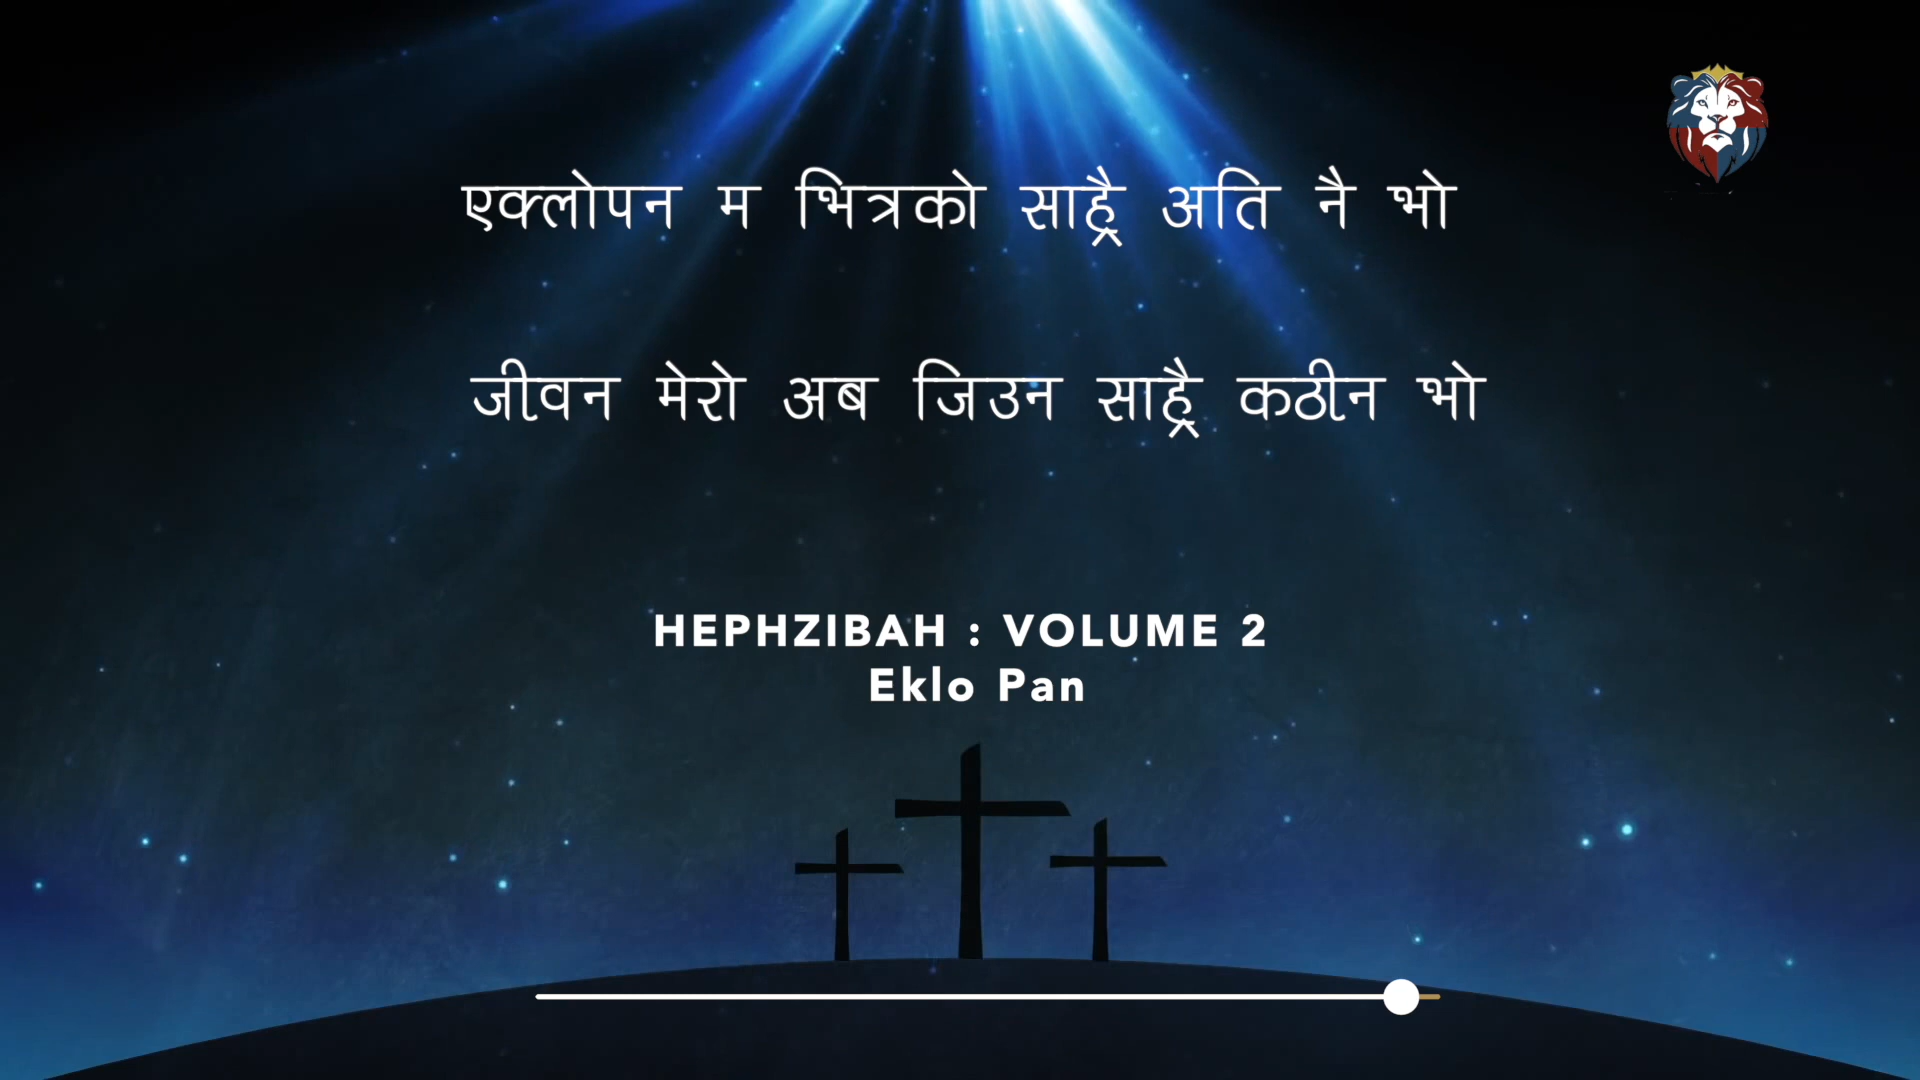 एक्लोपन म भित्रको साह्रै अति नै भो
जीवन मेरो अब जिउन साह्रै कठीन भो
HEPHZIBAH : VOLUME 2
Eklo Pan